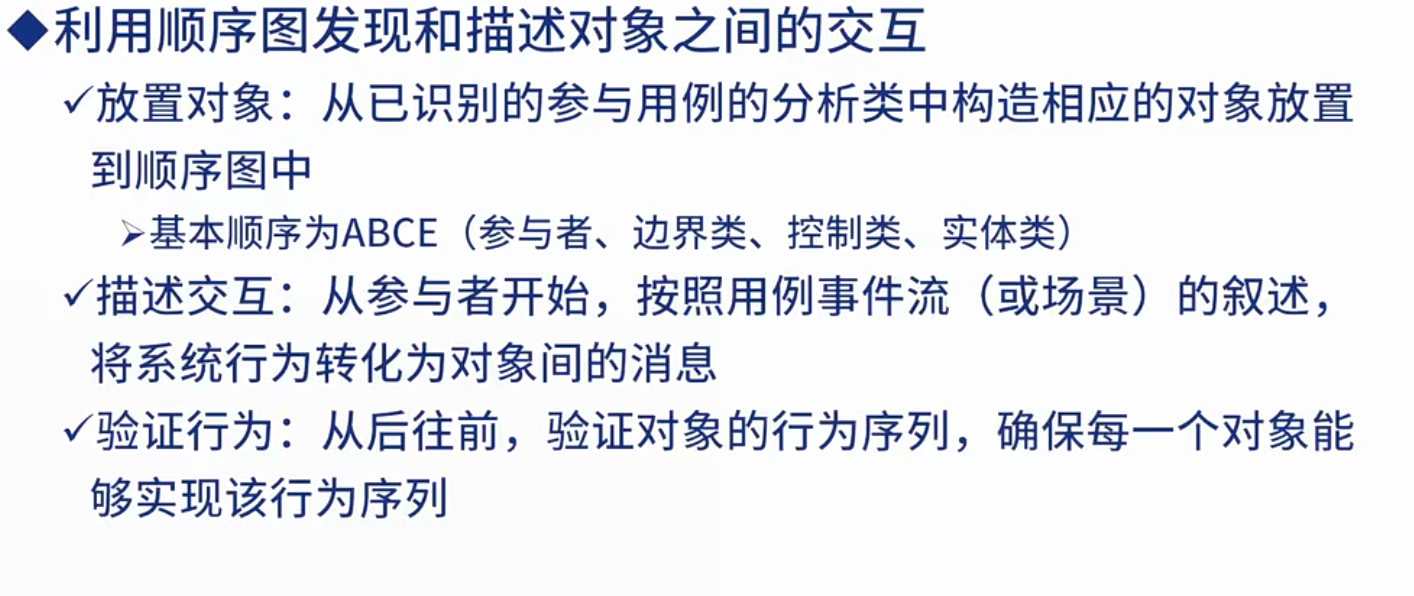 ◆利用顺序图发现和描述对象之间的交互
✓放置对象：从已识别的参与用例的分析类中构造相应的对象放置
到顺序图中
➢基本顺序为ABCE（参与者、边界类、控制类、实体类）
✓描述交互：从参与者开始，按照用例事件流（或场景）的叙述，
将系统行为转化为对象间的消息
✓验证行为：从后往前，验证对象的行为序列，确保每一个对象能
够实现该行为序列